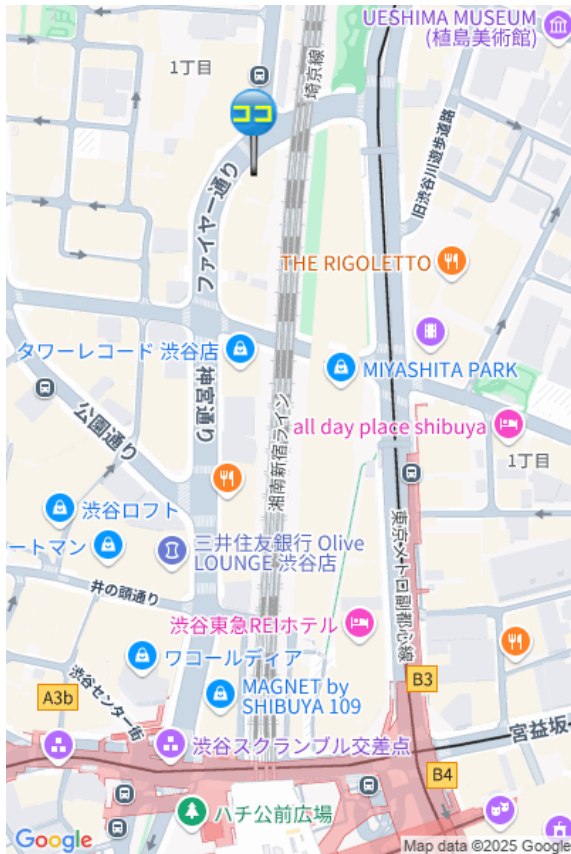 UESHIMA MUSEUM
(植島美術館)
1丁目
埼京線
ココ
旧渋谷川遊歩道路
ファイヤー通り
THE RIGOLETTO
タワーレコード 渋谷店
MIYASHITA PARK
神宮通り
公園通り
all day place shibuya
湘南新宿ライン
1丁目
渋谷ロフト
ートマン
三井住友銀行 Olive
LOUNGE 渋谷店
東京メトロ副都心線
井の頭通り
渋谷東急REIホテル
ワコールディア
B3
A3b
渋谷センター街
MAGNET by
SHIBUYA 109
宮益坂
渋谷スクランブル交差点
B4
ハチ公前広場
Google
Map data ©2025 Google